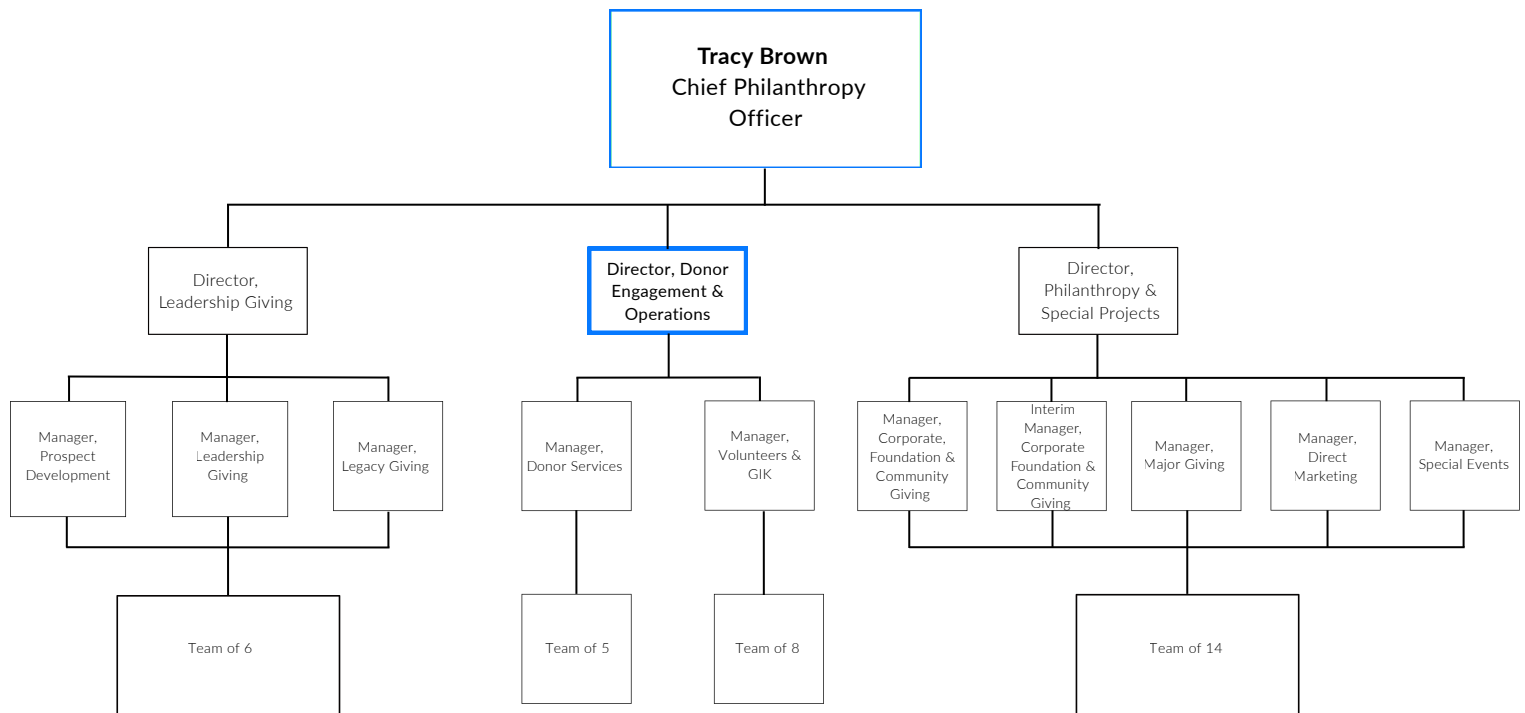 Tracy Brown
Chief Philanthropy
Officer
Director,
Leadership Giving
Director, Donor
Engagement &
Operations
Director,
Philanthropy &
Special Projects
Manager,
Prospect
Development
Manager,
Leadership
Giving
Manager,
Legacy Giving
Manager,
Donor Services
Manager,
Volunteers &
GIK
Manager,
Corporate,
Foundation &
Community
Giving
Interim
Manager,
Corporate
Foundation &
Community
Giving
Manager,
Major Giving
Manager,
Direct
Marketing
Manager,
Special Events
Team of 6
Team of 5
Team of 8
Team of 14